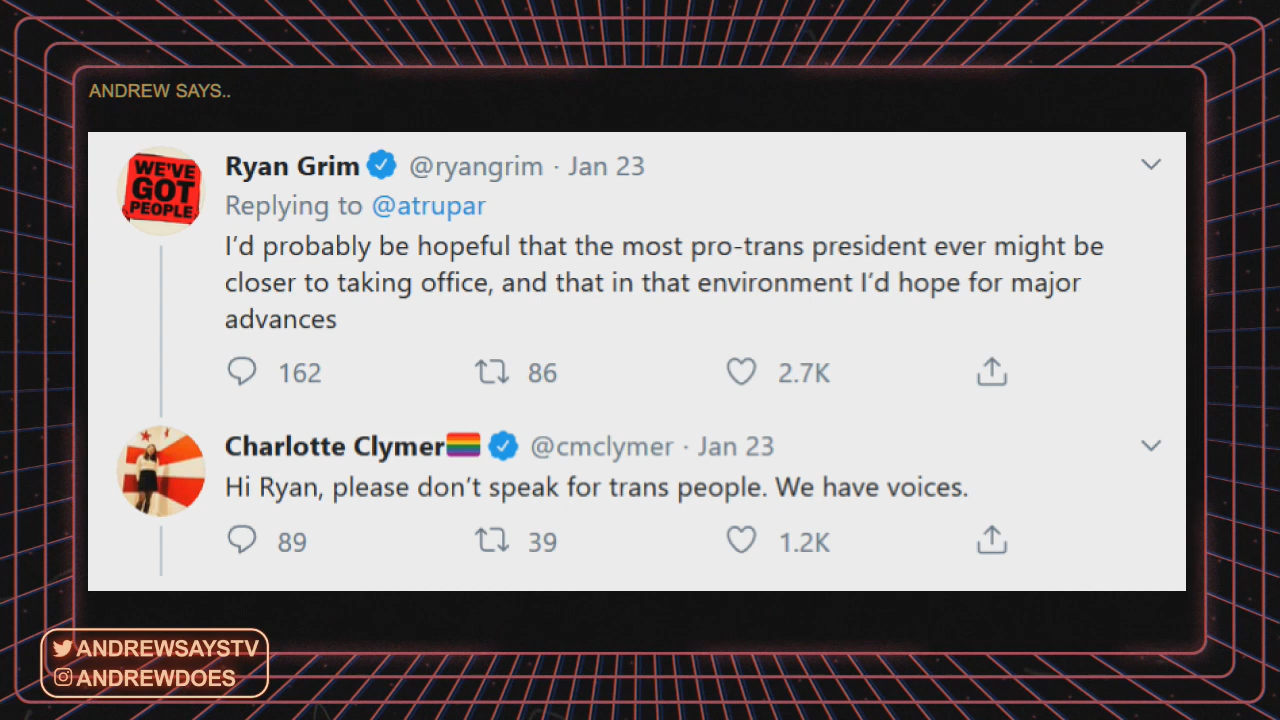 ANDREW SAYS..
WE'VE
GOT
PEOPLE
Ryan Grim @ryangrim · Jan 23
Replying to @atrupar
I'd probably be hopeful that the most pro-trans president ever might be
closer to taking office, and that in that environment I'd hope for major
advances
162 86 2.7K
Charlotte Clymer @cmclymer · Jan 23
Hi Ryan, please don't speak for trans people. We have voices.
89 39 1.2K
ANDREWSAYSTV
ANDREWDOES